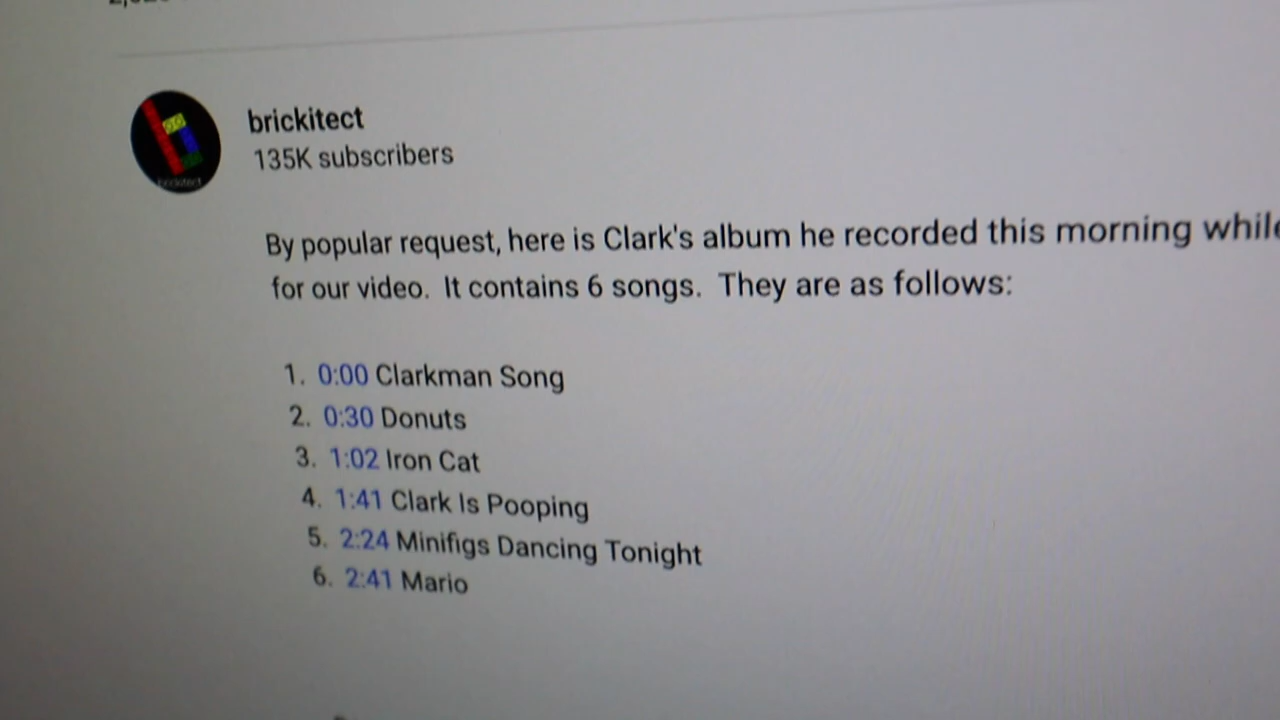 brickitect
135K subscribers
By popular request, here is Clark's album he recorded this morning while
for our video. It contains 6 songs. They are as follows:
1. 0:00 Clarkman Song
2. 0:30 Donuts
3. 1:02 Iron Cat
4. 1:41 Clark Is Pooping
5. 2:24 Minifigs Dancing Tonight
6. 2:41 Mario